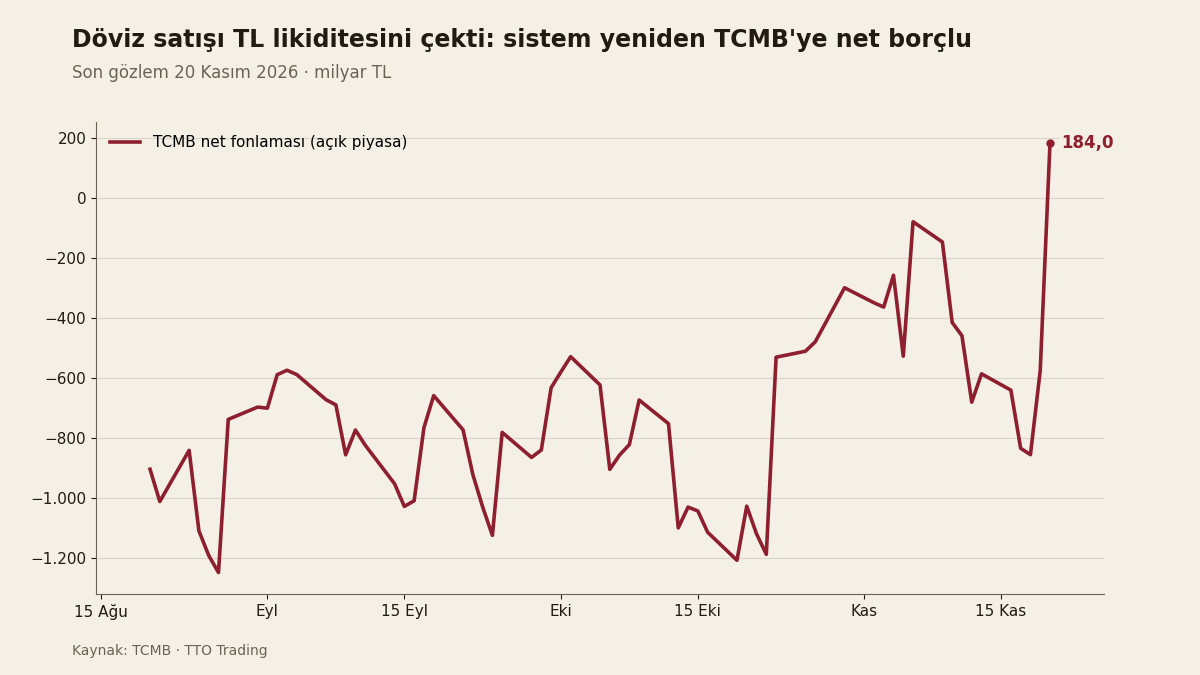 Döviz satışı TL likiditesini çekti: sistem yeniden TCMB'ye net borçlu
Son gözlem 20 Kasım 2026 · milyar TL
TCMB net fonlaması (açık piyasa)
184,0
200
0
−200
−400
−600
−800
−1.000
−1.200
15 Ağu
Eyl
15 Eyl
Eki
15 Eki
Kas
15 Kas
Kaynak: TCMB · TTO Trading